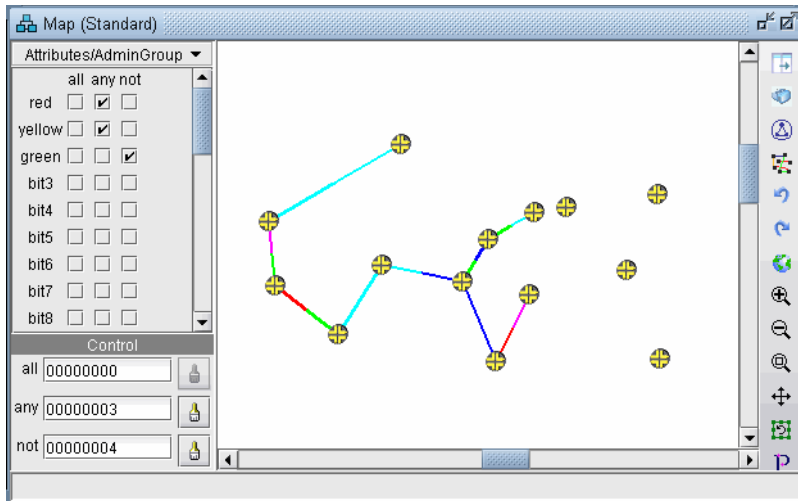 Map (Standard)
Attributes/AdminGroup
all any not
red
yellow
green
bit3
bit4
bit5
bit6
bit7
bit8
Control
all 00000000
any 00000003
not 00000004